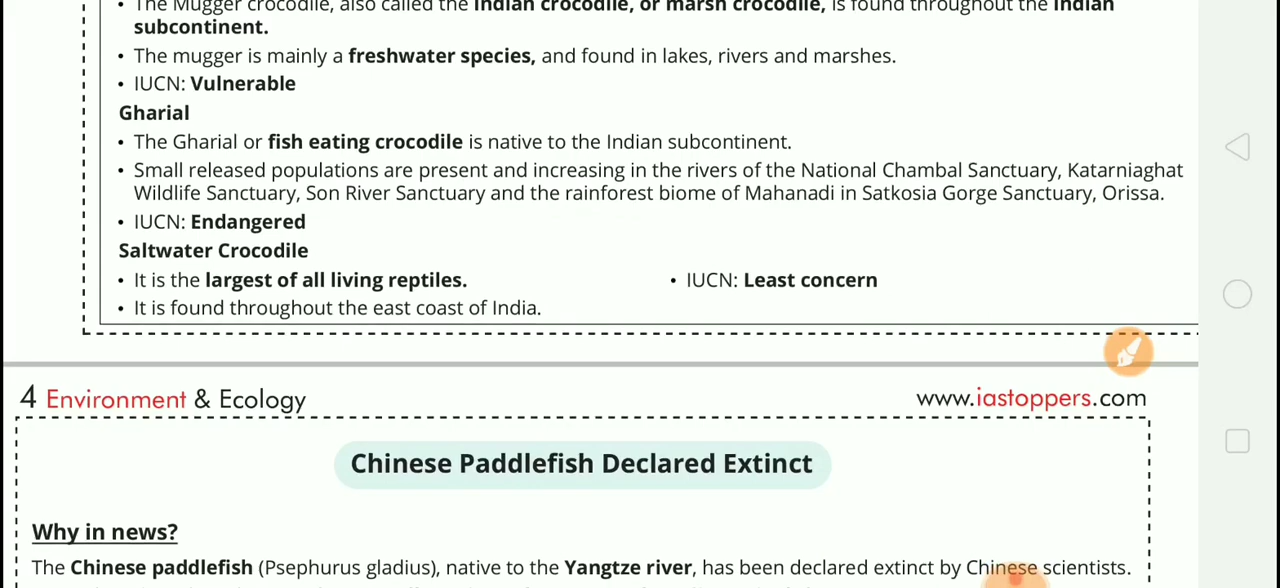 • The Mugger crocodile, also called the Indian crocodile, or marsh crocodile, is found throughout the Indian
subcontinent.
• The mugger is mainly a freshwater species, and found in lakes, rivers and marshes.
• IUCN: Vulnerable
Gharial
• The Gharial or fish eating crocodile is native to the Indian subcontinent.
• Small released populations are present and increasing in the rivers of the National Chambal Sanctuary, Katarniaghat
Wildlife Sanctuary, Son River Sanctuary and the rainforest biome of Mahanadi in Satkosia Gorge Sanctuary, Orissa.
• IUCN: Endangered
Saltwater Crocodile
• It is the largest of all living reptiles. • IUCN: Least concern
• It is found throughout the east coast of India.
4 Environment & Ecology www.iastoppers.com
Chinese Paddlefish Declared Extinct
Why in news?
The Chinese paddlefish (Psephurus gladius), native to the Yangtze river, has been declared extinct by Chinese scientists.